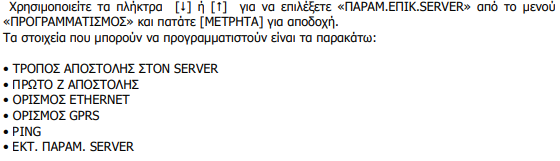 Χρησιμοποιείτε τα πλήκτρα [↓] ή [↑] για να επιλέξετε «ΠΑΡΑΜ.ΕΠΙΚ.SERVER» από το μενού
«ΠΡΟΓΡΑΜΜΑΤΙΣΜΟΣ» και πατάτε [ΜΕΤΡΗΤΑ] για αποδοχή.
Τα στοιχεία που μπορούν να προγραμματιστούν είναι τα παρακάτω:
• ΤΡΟΠΟΣ ΑΠΟΣΤΟΛΗΣ ΣΤΟΝ SERVER
• ΠΡΩΤΟ Ζ ΑΠΟΣΤΟΛΗΣ
• ΟΡΙΣΜΟΣ ETHERNET
• ΟΡΙΣΜΟΣ GPRS
• PING
• ΕΚΤ. ΠΑΡΑΜ. SERVER